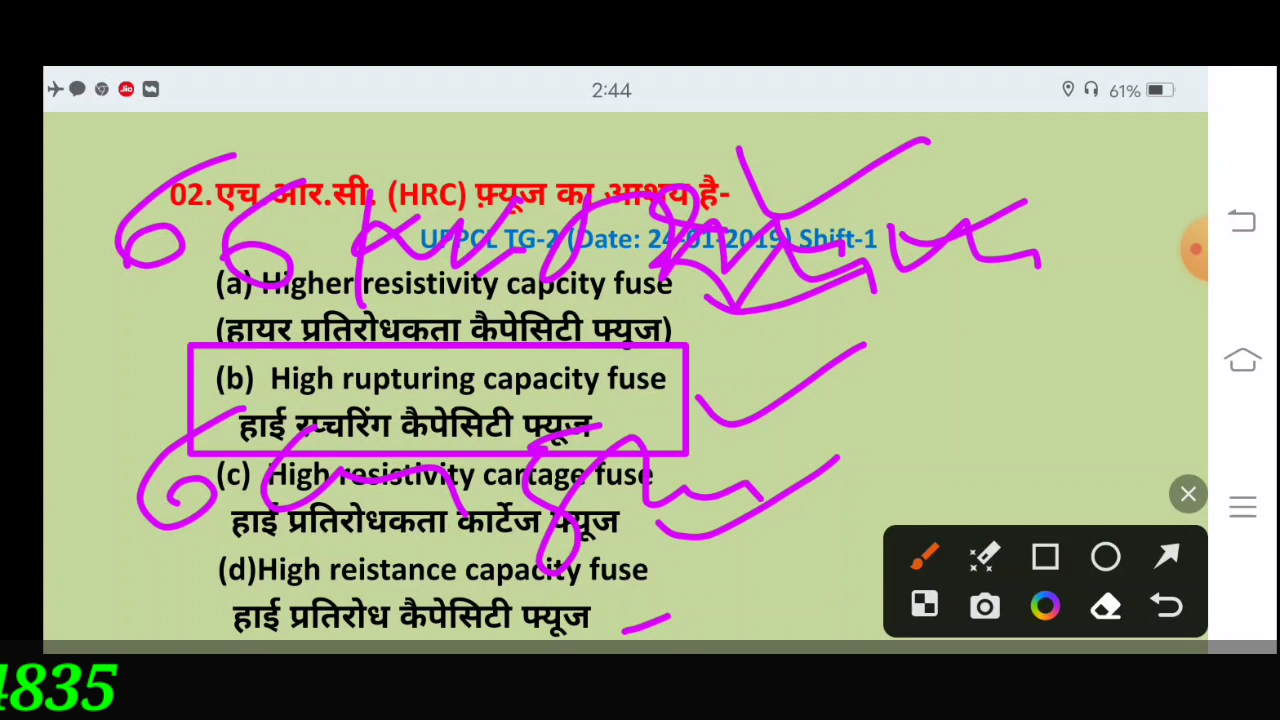 2:44
61%
02.एच आर.सी. (HRC) फ़्यूज का आशय है-
UPPCL TG-2 (Date: 24-01-2019) Shift-1
(a) Higher resistivity capcity fuse
(हायर प्रतिरोधकता कैपेसिटी फ्यूज)
(b) High rupturing capacity fuse
हाई रप्चरिंग कैपेसिटी फ्यूज
(c) High resistivity cartage fuse
हाई प्रतिरोधकता कार्टेज फ्यूज
(d)High reistance capacity fuse
हाई प्रतिरोध कैपेसिटी फ्यूज
4835